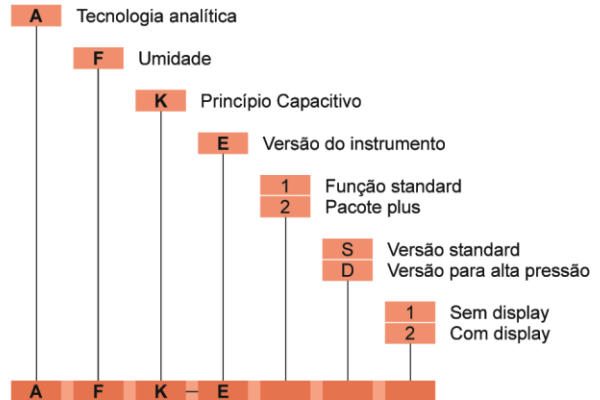 A Tecnologia analítica
F Umidade
K Princípio Capacitivo
E Versão do instrumento
1 Função standard
2 Pacote plus
S Versão standard
D Versão para alta pressão
1 Sem display
2 Com display
A F K – E